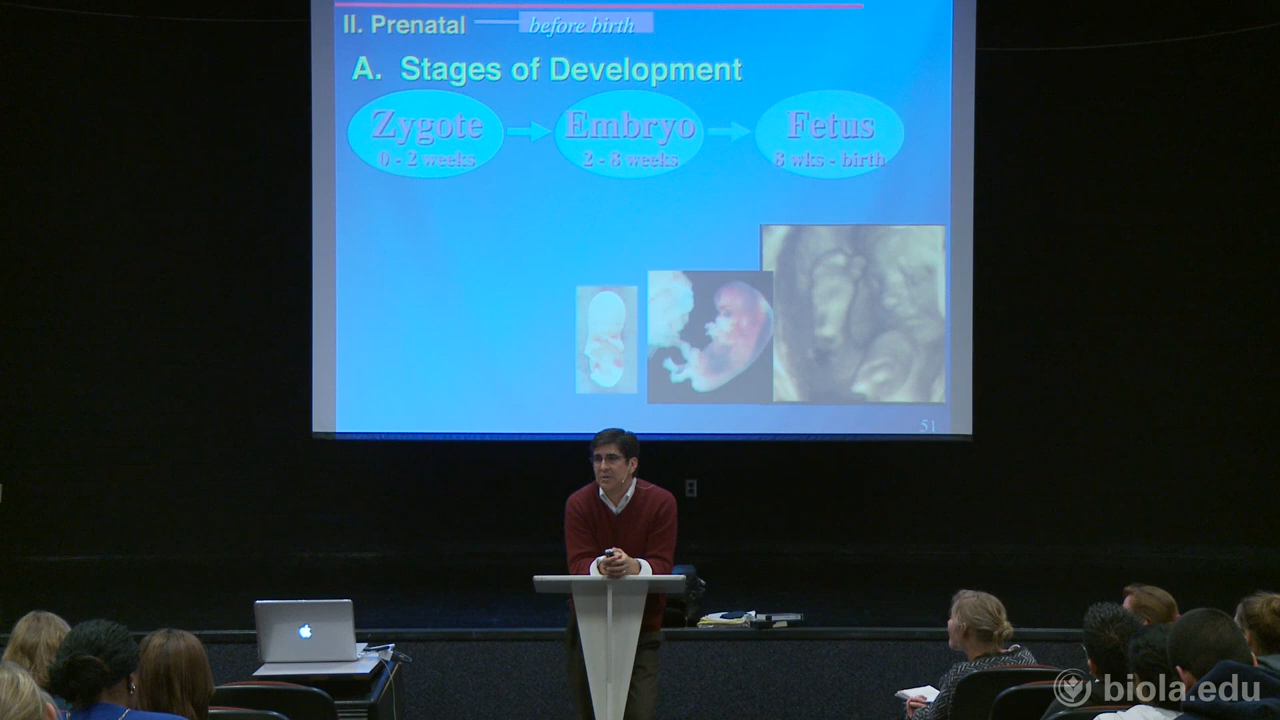 II. Prenatal before birth
A. Stages of Development
Zygote Embryo Fetus
0 - 2 weeks 2 - 8 weeks 8 wks - birth
51
biola.edu